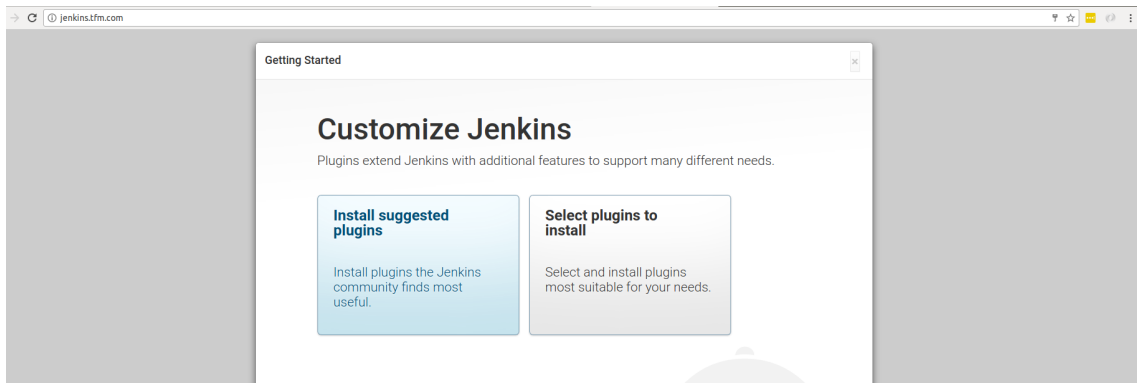 jenkins.tfm.com
Getting Started
×
Customize Jenkins
Plugins extend Jenkins with additional features to support many different needs.
Install suggested
plugins
Install plugins the Jenkins
community finds most
useful.
Select plugins to
install
Select and install plugins
most suitable for your needs.